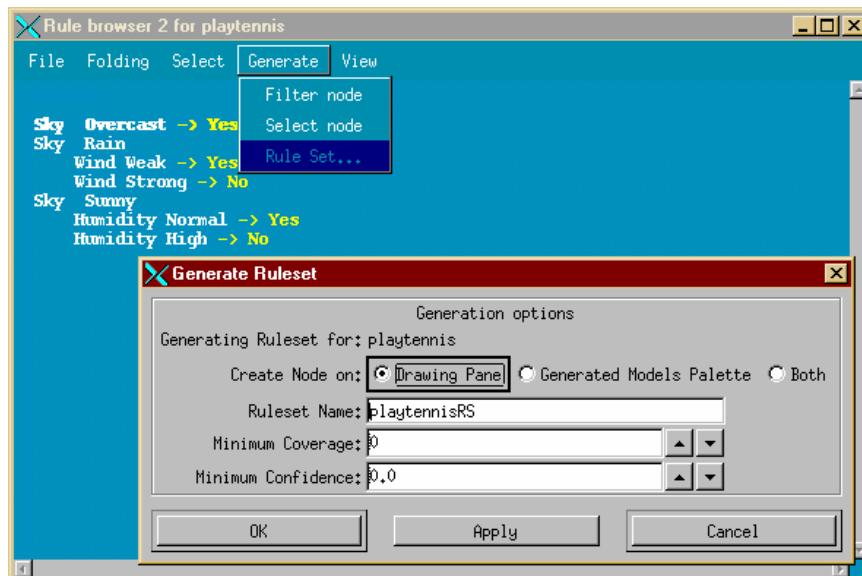 Rule browser 2 for playtennis
File Folding Select Generate View
Filter node
Select node
Rule Set...
Sky Overcast -> Yes
Sky Rain
Wind Weak -> Yes
Wind Strong -> No
Sky Sunny
Humidity Normal -> Yes
Humidity High -> No
Generate Ruleset
Generation options
Generating Ruleset for: playtennis
Create Node on: Drawing Pane Generated Models Palette Both
Ruleset Name: playtennisRS
Minimum Coverage: 0
Minimum Confidence: 0.0
OK Apply Cancel